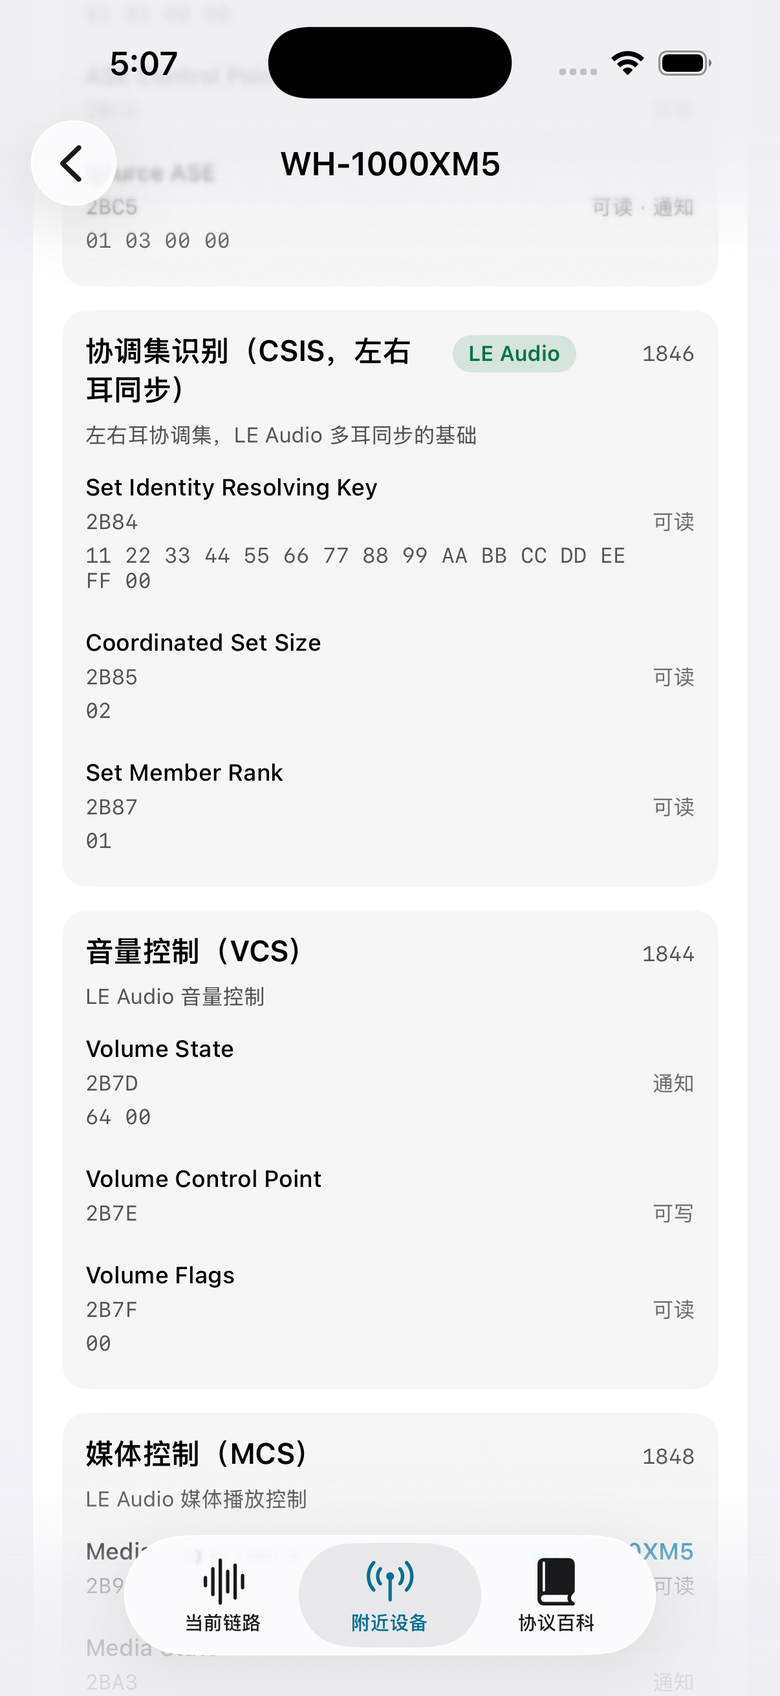 5:07
WH-1000XM5
ource ASE
2BC5
可读 · 通知
01 03 00 00
协调集识别（CSIS，左右
耳同步）
LE Audio
1846
左右耳协调集，LE Audio 多耳同步的基础
Set Identity Resolving Key
2B84
可读
11 22 33 44 55 66 77 88 99 AA BB CC DD EE
FF 00
Coordinated Set Size
2B85
可读
02
Set Member Rank
2B87
可读
01
音量控制（VCS）
1844
LE Audio 音量控制
Volume State
2B7D
通知
64 00
Volume Control Point
2B7E
可写
Volume Flags
2B7F
可读
00
媒体控制（MCS）
1848
LE Audio 媒体播放控制
0XM5
2B9
可读
当前链路
附近设备
协议百科
Media State
2BA3
通知